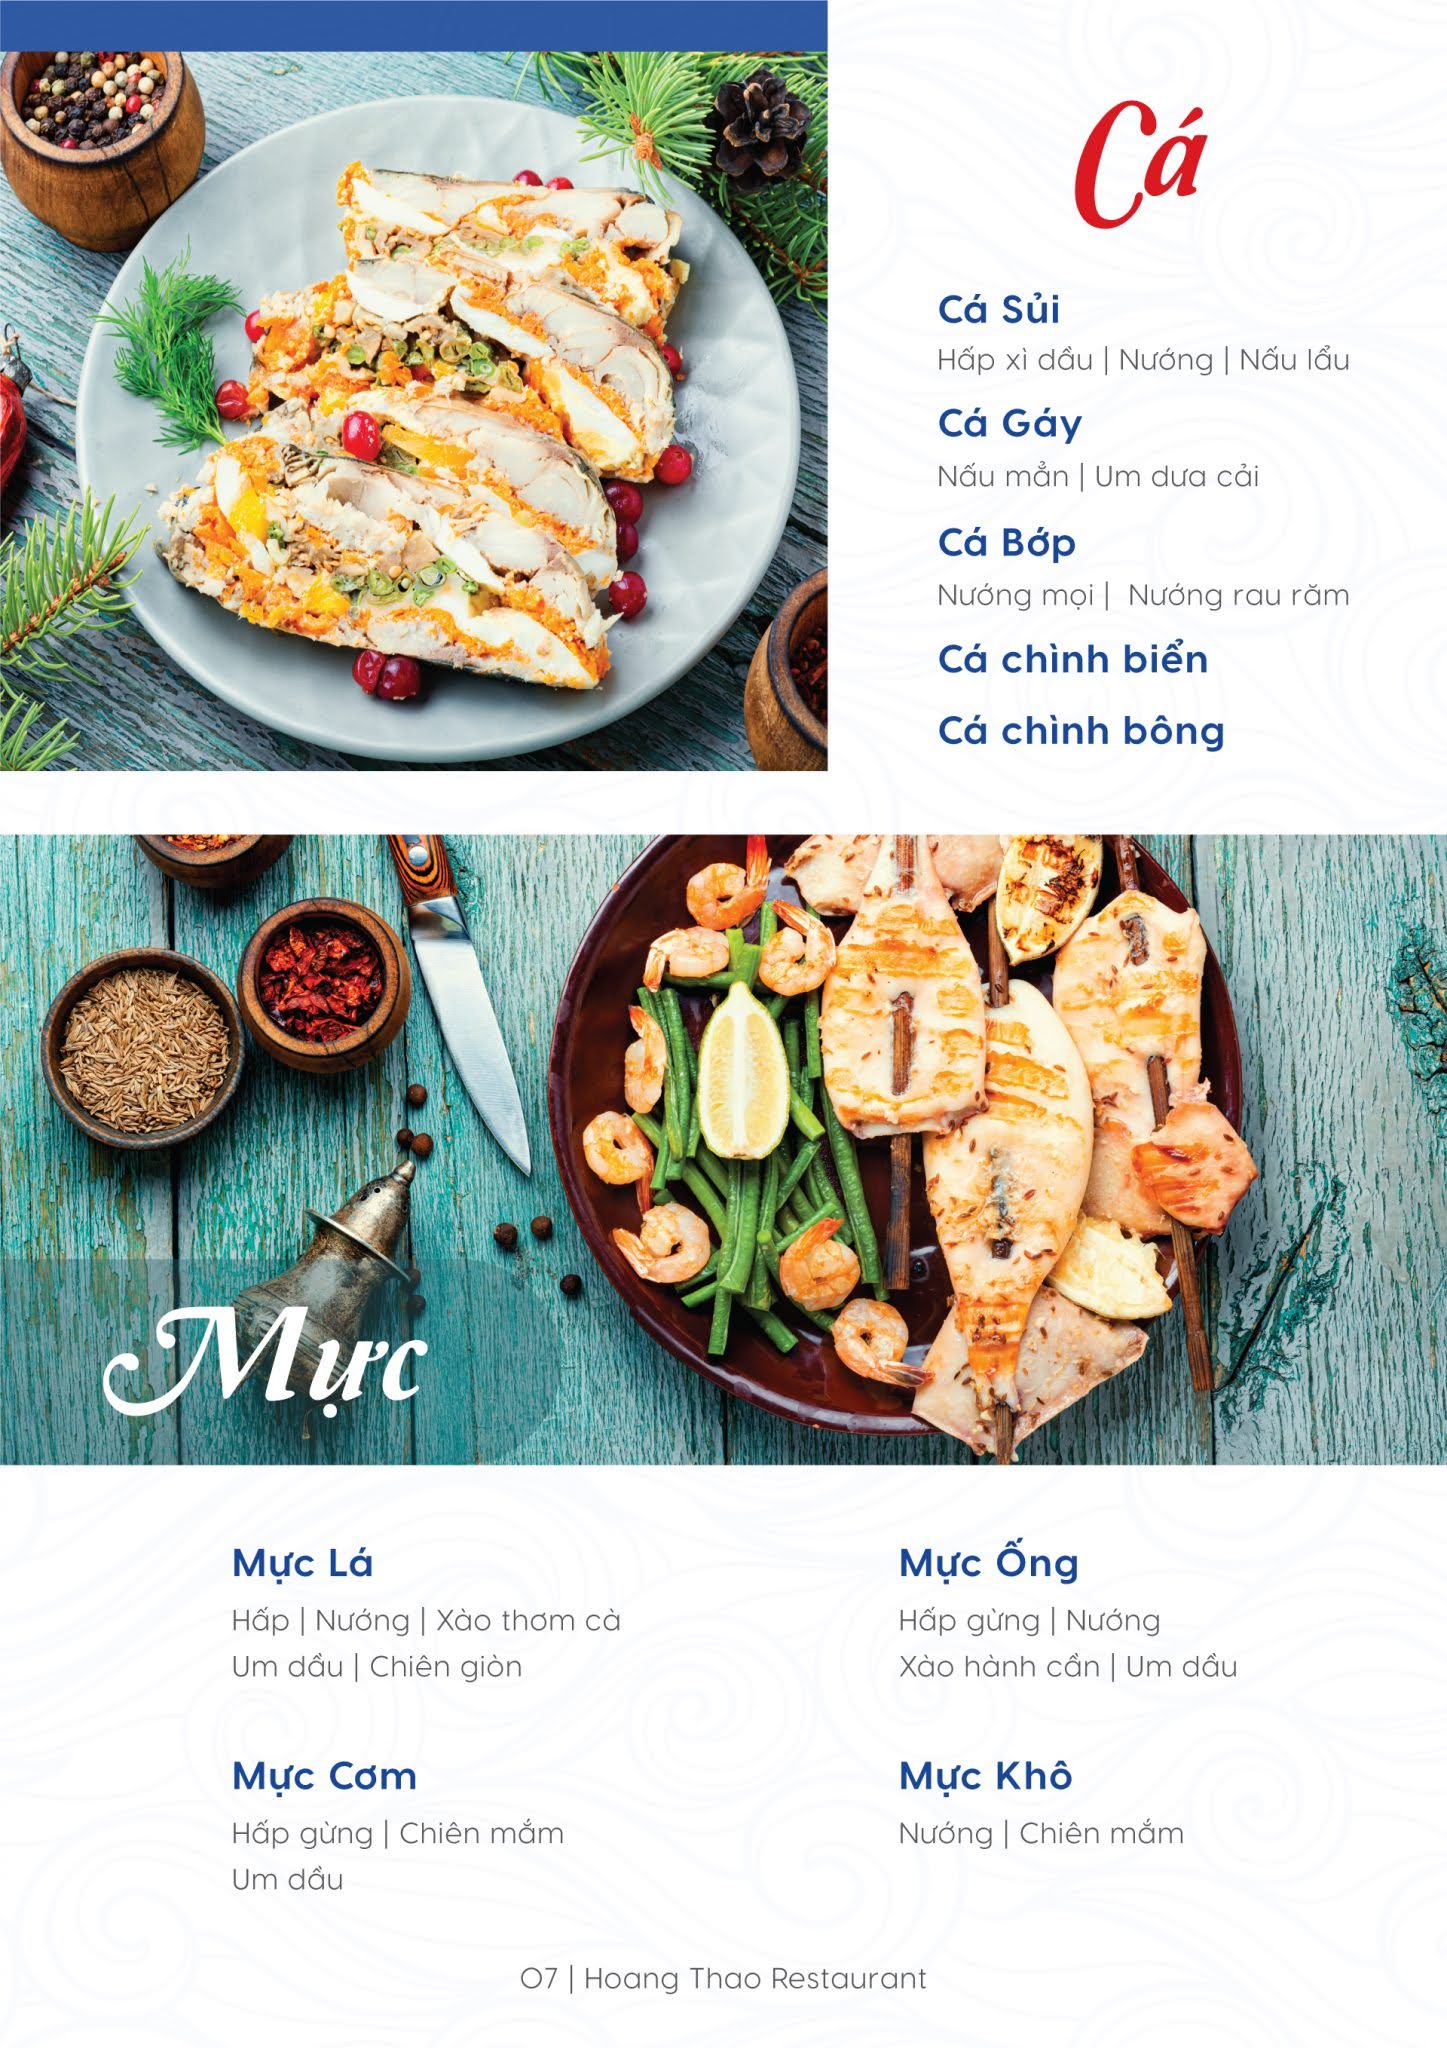 Cá
Cá Sủi
Hấp xì dầu | Nướng | Nấu lẩu
Cá Gáy
Nấu mẳn | Um dưa cải
Cá Bớp
Nướng mọi | Nướng rau răm
Cá chình biển
Cá chình bông
Mực
Mực Lá
Hấp | Nướng | Xào thơm cà
Um dầu | Chiên giòn
Mực Ống
Hấp gừng | Nướng
Xào hành cần | Um dầu
Mực Cơm
Hấp gừng | Chiên mắm
Um dầu
Mực Khô
Nướng | Chiên mắm
07 | Hoang Thao Restaurant